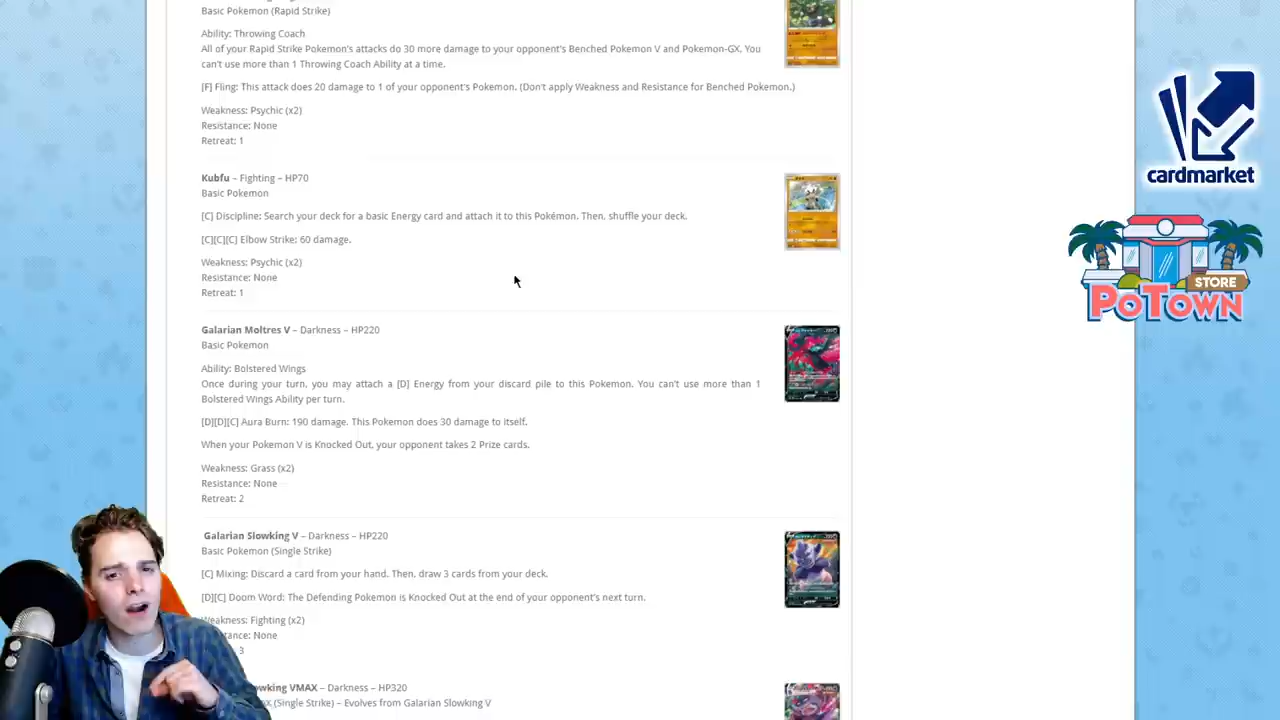 Basic Pokemon (Rapid Strike)
Ability: Throwing Coach
All of your Rapid Strike Pokemon's attacks do 30 more damage to your opponent's Benched Pokemon V and Pokemon-GX. You
can't use more than 1 Throwing Coach Ability at a time.
[F] Fling: This attack does 20 damage to 1 of your opponent's Pokemon. (Don't apply Weakness and Resistance for Benched Pokemon.)
Weakness: Psychic (x2)
Resistance: None
Retreat: 1
Kubfu – Fighting – HP70
Basic Pokemon
[C] Discipline: Search your deck for a basic Energy card and attach it to this Pokémon. Then, shuffle your deck.
[C][C][C] Elbow Strike: 60 damage.
Weakness: Psychic (x2)
Resistance: None
Retreat: 1
Galarian Moltres V – Darkness – HP220
Basic Pokemon
Ability: Bolstered Wings
Once during your turn, you may attach a [D] Energy from your discard pile to this Pokemon. You can't use more than 1
Bolstered Wings Ability per turn.
[D][D][C] Aura Burn: 190 damage. This Pokemon does 30 damage to itself.
When your Pokemon V is Knocked Out, your opponent takes 2 Prize cards.
Weakness: Grass (x2)
Resistance: None
Retreat: 2
Galarian Slowking V – Darkness – HP220
Basic Pokemon (Single Strike)
[C] Mixing: Discard a card from your hand. Then, draw 3 cards from your deck.
[D][C] Doom Word: The Defending Pokemon is Knocked Out at the end of your opponent's next turn.
Weakness: Fighting (x2)
stance: None
3
owking VMAX – Darkness – HP320
X (Single Strike) – Evolves from Galarian Slowking V
cardmarket
STORE
PoTOWN